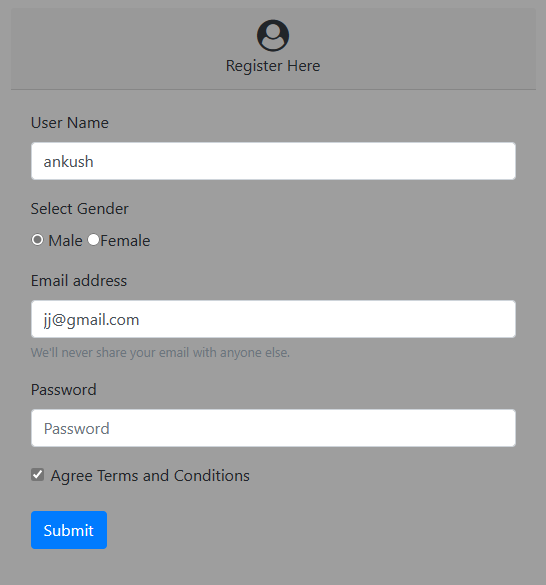 Register Here
User Name
ankush
Select Gender
Male Female
Email address
jj@gmail.com
We'll never share your email with anyone else.
Password
Password
Agree Terms and Conditions
Submit